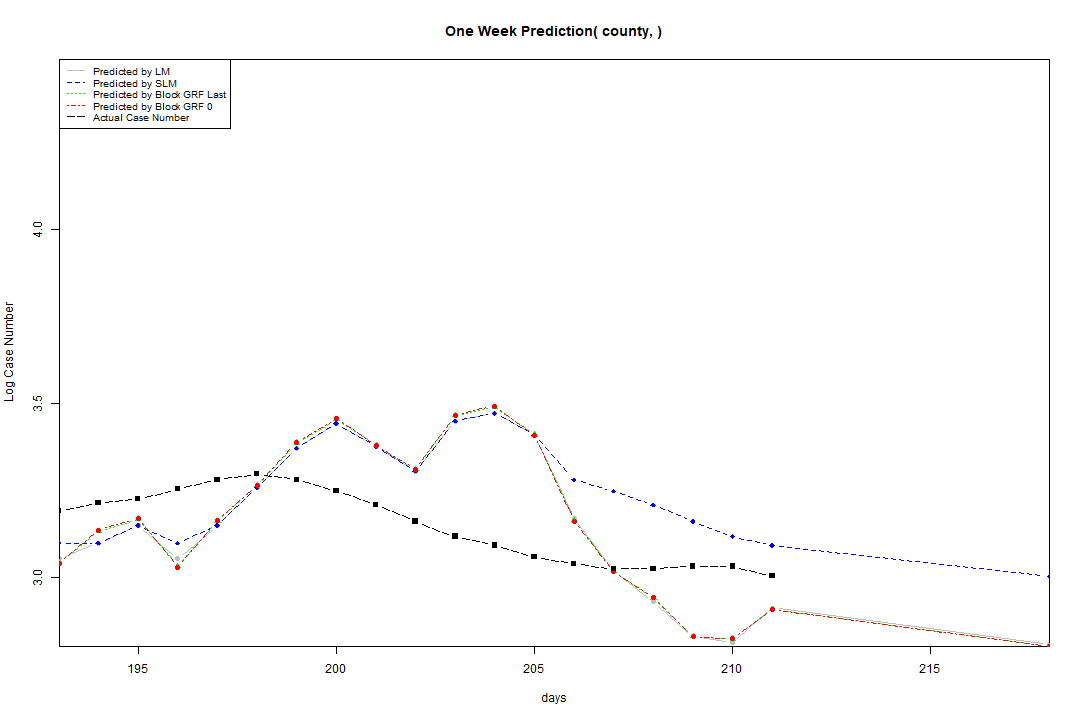 One Week Prediction( county, )
Predicted by LM
Predicted by SLM
Predicted by Block GRF Last
Predicted by Block GRF 0
Actual Case Number
Log Case Number
4.0
3.5
3.0
195 200 205 210 215
days